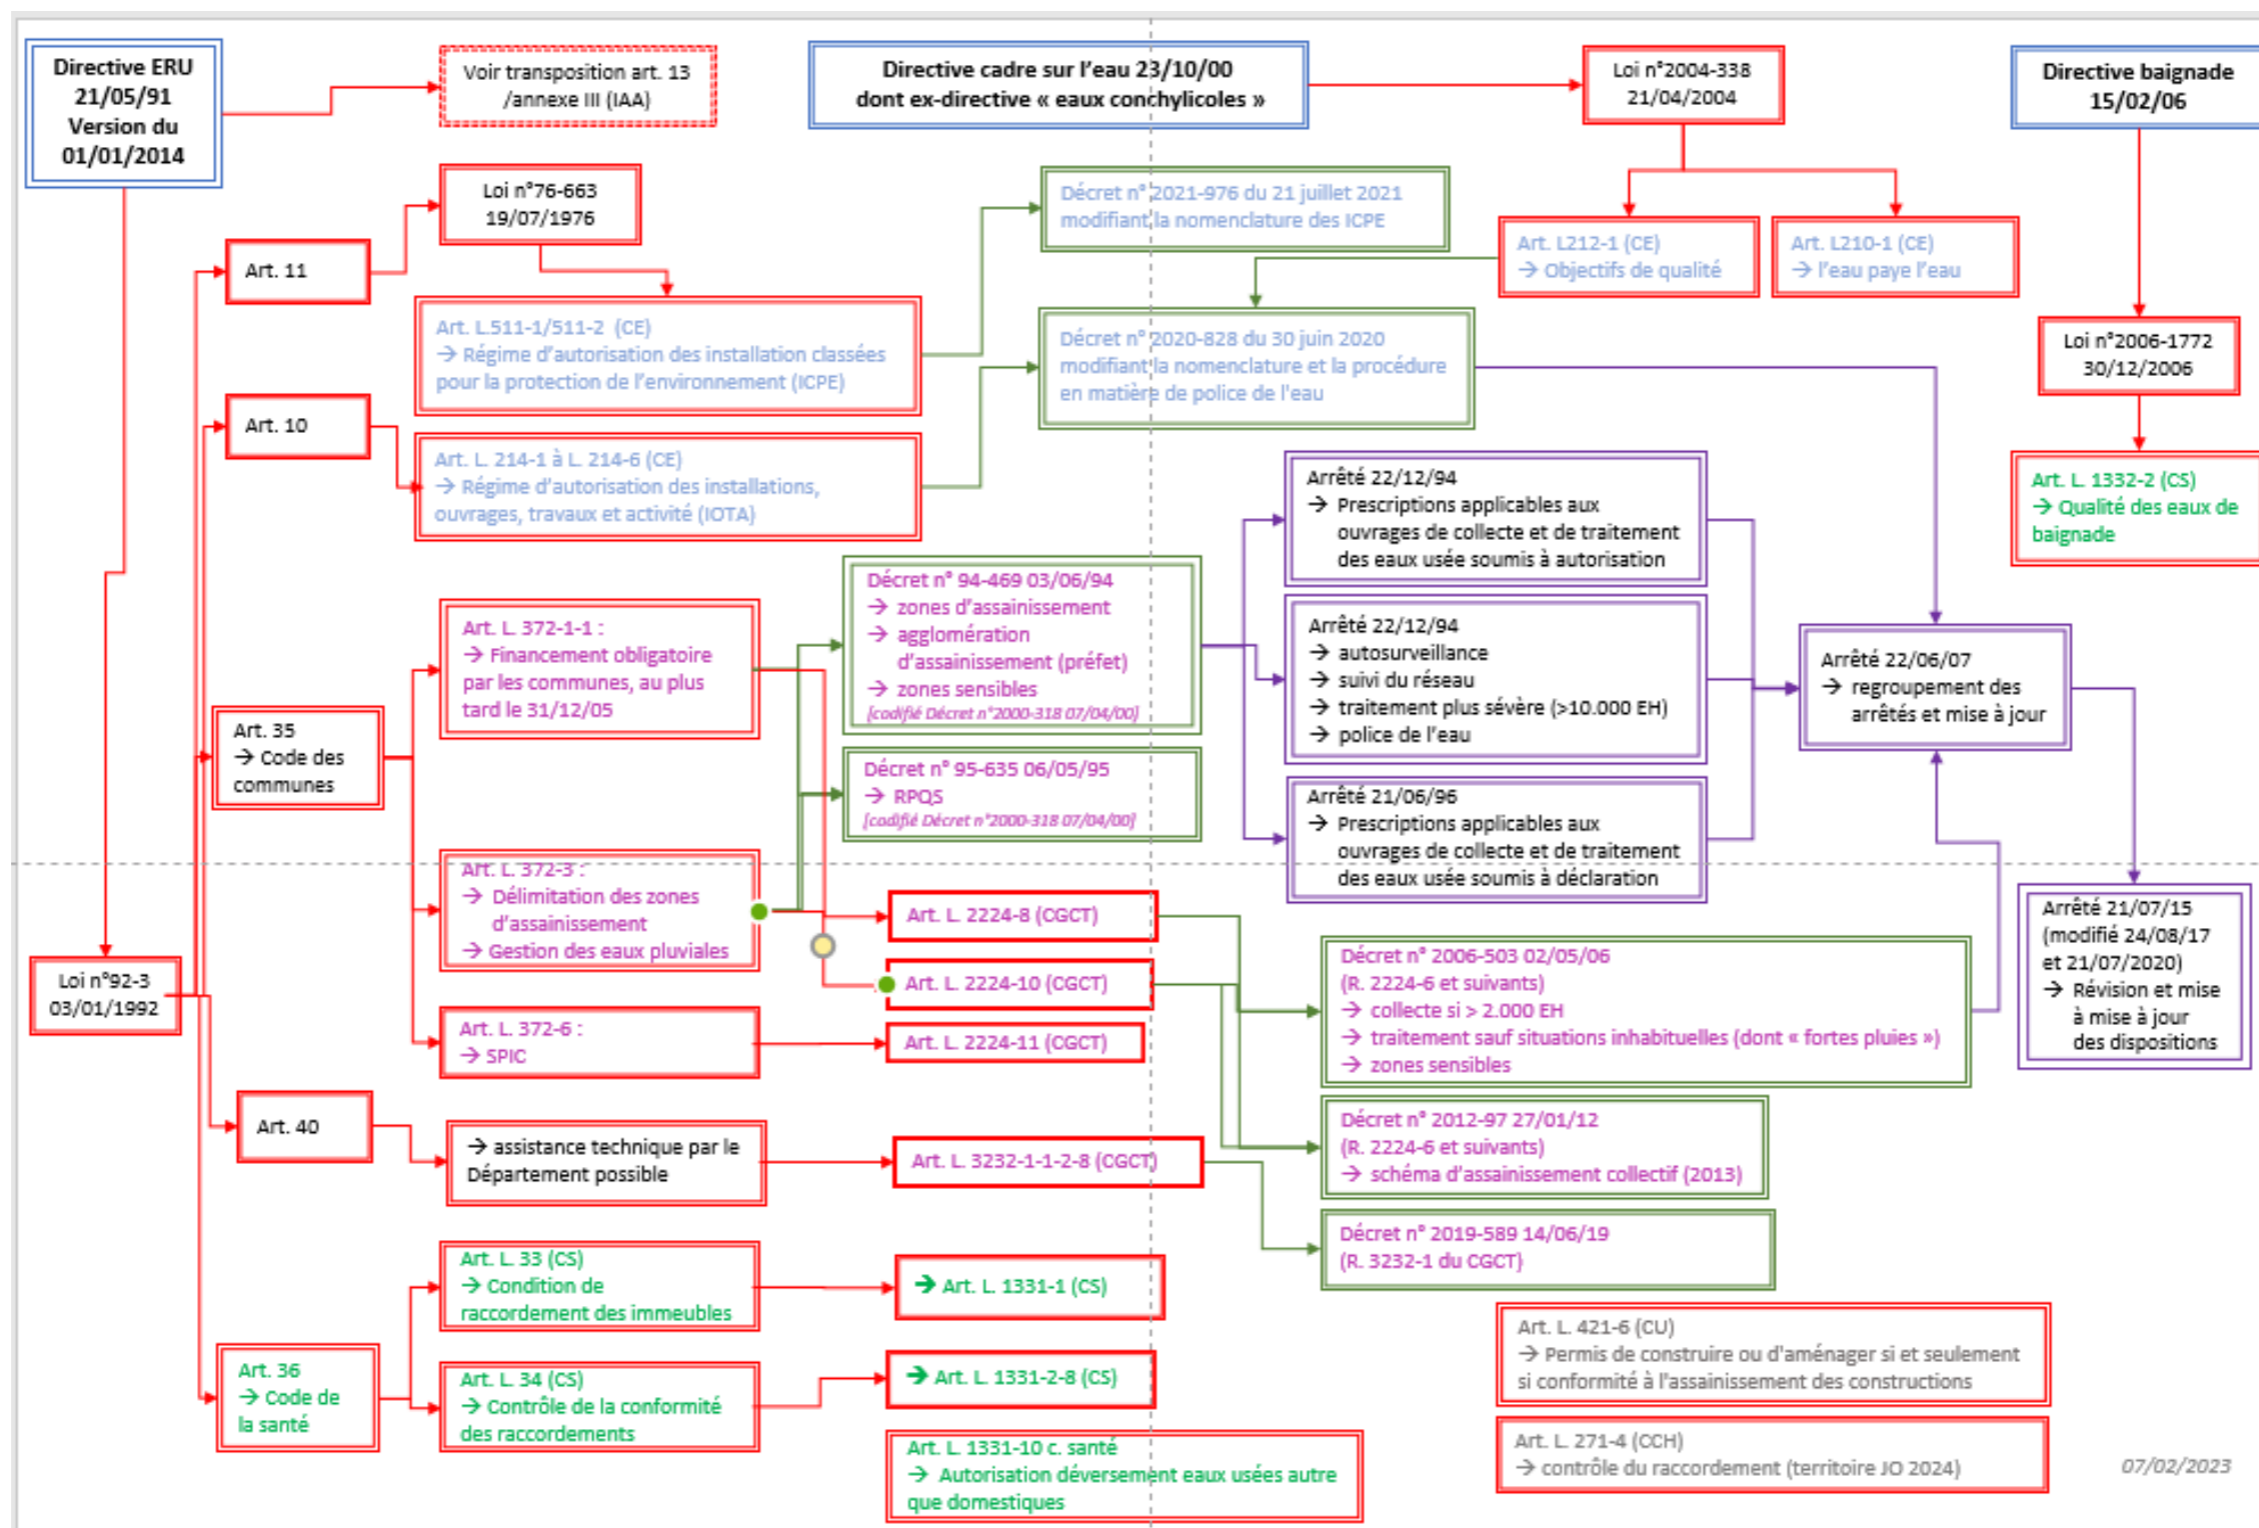 Directive ERU
21/05/91
Version du
01/01/2014
Voir transposition art. 13
/annexe III (IAA)
Directive cadre sur l'eau 23/10/00
dont ex-directive « eaux conchylicoles »
Loi n°2004-338
21/04/2004
Directive baignade
15/02/06
Loi n°76-663
19/07/1976
Décret n° 2021-976 du 21 juillet 2021
modifiant la nomenclature des ICPE
Art. L212-1 (CE)
→ Objectifs de qualité
Art. L210-1 (CE)
→ l'eau paye l'eau
Art. 11
Art. L.511-1/511-2 (CE)
→ Régime d'autorisation des installation classées
pour la protection de l'environnement (ICPE)
Décret n° 2020-828 du 30 juin 2020
modifiant la nomenclature et la procédure
en matière de police de l'eau
Loi n°2006-1772
30/12/2006
Art. 10
Art. L. 214-1 à L. 214-6 (CE)
→ Régime d'autorisation des installations,
ouvrages, travaux et activité (IOTA)
Arrêté 22/12/94
→ Prescriptions applicables aux
ouvrages de collecte et de traitement
des eaux usée soumis à autorisation
Art. L. 1332-2 (CS)
→ Qualité des eaux de
baignade
Décret n° 94-469 03/06/94
→ zones d'assainissement
→ agglomération
d'assainissement (préfet)
→ zones sensibles
[codifié Décret n°2000-318 07/04/00]
Art. L. 372-1-1 :
→ Financement obligatoire
par les communes, au plus
tard le 31/12/05
Arrêté 22/12/94
→ autosurveillance
→ suivi du réseau
→ traitement plus sévère (>10.000 EH)
→ police de l'eau
Arrêté 22/06/07
→ regroupement des
arrêtés et mise à jour
Art. 35
→ Code des
communes
Décret n° 95-635 06/05/95
→ RPQS
[codifié Décret n°2000-318 07/04/00]
Arrêté 21/06/96
→ Prescriptions applicables aux
ouvrages de collecte et de traitement
des eaux usée soumis à déclaration
Art. L. 372-3 :
→ Délimitation des zones
d'assainissement
→ Gestion des eaux pluviales
Art. L. 2224-8 (CGCT)
Arrêté 21/07/15
(modifié 24/08/17
et 21/07/2020)
→ Révision et mise
à mise à jour
des dispositions
Loi n°92-3
03/01/1992
Art. L. 2224-10 (CGCT)
Décret n° 2006-503 02/05/06
(R. 2224-6 et suivants)
→ collecte si > 2.000 EH
→ traitement sauf situations inhabituelles (dont « fortes pluies »)
→ zones sensibles
Art. L. 372-6 :
→ SPIC
Art. L. 2224-11 (CGCT)
Art. 40
→ assistance technique par le
Département possible
Art. L. 3232-1-1-2-8 (CGCT)
Décret n° 2012-97 27/01/12
(R. 2224-6 et suivants)
→ schéma d'assainissement collectif (2013)
Décret n° 2019-589 14/06/19
(R. 3232-1 du CGCT)
Art. L. 33 (CS)
→ Condition de
raccordement des immeubles
→ Art. L. 1331-1 (CS)
Art. 36
→ Code de
la santé
Art. L. 34 (CS)
→ Contrôle de la conformité
des raccordements
→ Art. L. 1331-2-8 (CS)
Art. L. 421-6 (CU)
→ Permis de construire ou d'aménager si et seulement
si conformité à l'assainissement des constructions
Art. L. 1331-10 c. santé
→ Autorisation déversement eaux usées autre
que domestiques
Art. L. 271-4 (CCH)
→ contrôle du raccordement (territoire JO 2024)
07/02/2023